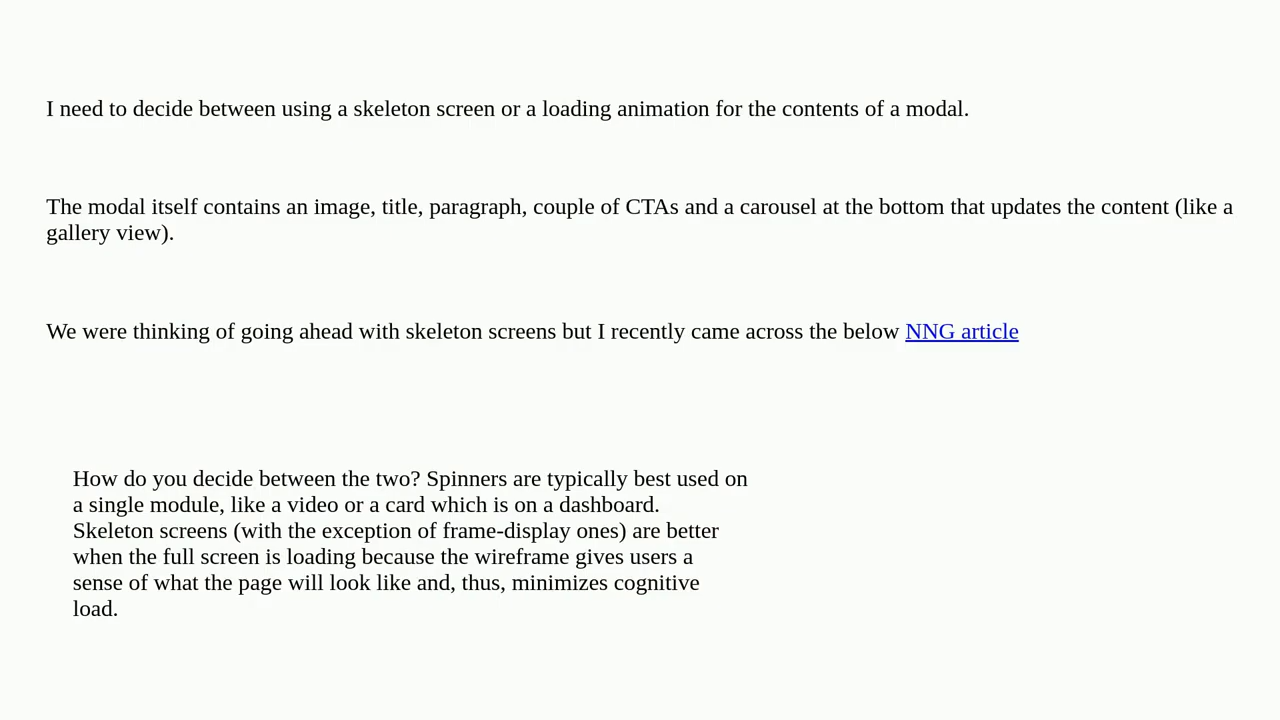 I need to decide between using a skeleton screen or a loading animation for the contents of a modal.
The modal itself contains an image, title, paragraph, couple of CTAs and a carousel at the bottom that updates the content (like a
gallery view).
We were thinking of going ahead with skeleton screens but I recently came across the below NNG article
How do you decide between the two? Spinners are typically best used on
a single module, like a video or a card which is on a dashboard.
Skeleton screens (with the exception of frame-display ones) are better
when the full screen is loading because the wireframe gives users a
sense of what the page will look like and, thus, minimizes cognitive
load.